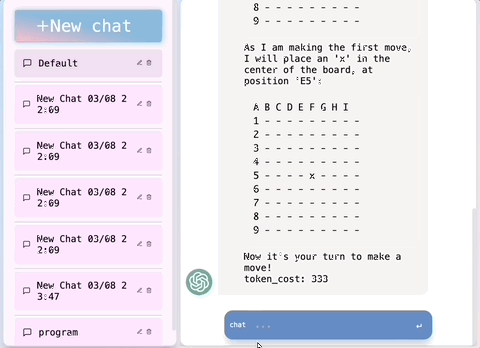 +New chat
Default
New Chat 03/08 2
2:09
New Chat 03/08 2
2:09
New Chat 03/08 2
2:09
New Chat 03/08 2
2:09
New Chat 03/08 2
3:47
program
8 - - - - - - - - -
9 - - - - - - - - -
As I am making the first move,
I will place an 'x' in the
center of the board, at
position 'E5':
A B C D E F G H I
1 - - - - - - - - -
2 - - - - - - - - -
3 - - - - - - - - -
4 - - - - - - - - -
5 - - - - x - - - -
6 - - - - - - - - -
7 - - - - - - - - -
8 - - - - - - - - -
9 - - - - - - - - -
Now it's your turn to make a
move!
token_cost: 333
chat ...